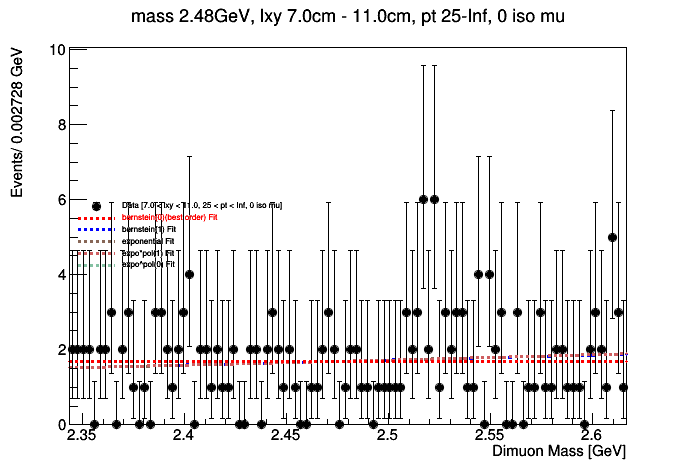 mass 2.48GeV, lxy 7.0cm - 11.0cm, pt 25-Inf, 0 iso mu
Events/ 0.002728 GeV
10
8
6
4
2
0
Data [7.0 < lxy < 11.0, 25 < pt < Inf, 0 iso mu]
bernstein[0](best order) Fit
bernstein[1] Fit
exponential Fit
expo*pol(1) Fit
expo*pol(0) Fit
2.35 2.4 2.45 2.5 2.55 2.6
Dimuon Mass [GeV]